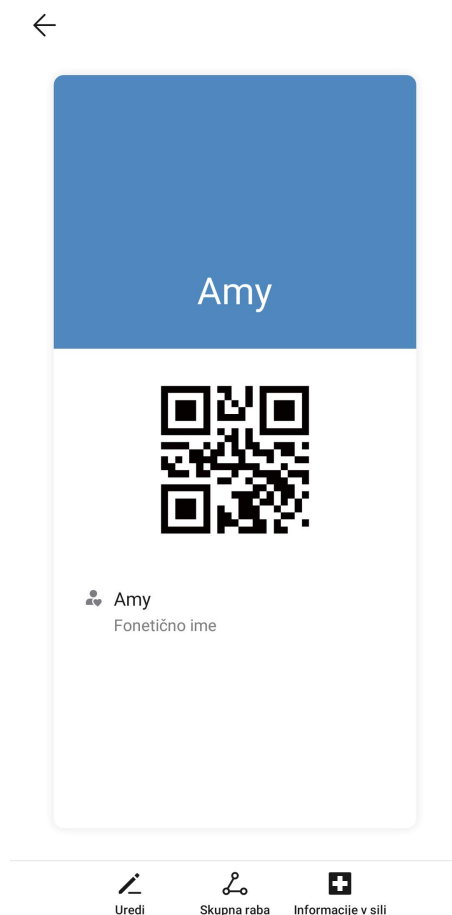 Amy
Amy
Fonetično ime
Uredi
Skupna raba
Informacije v sili